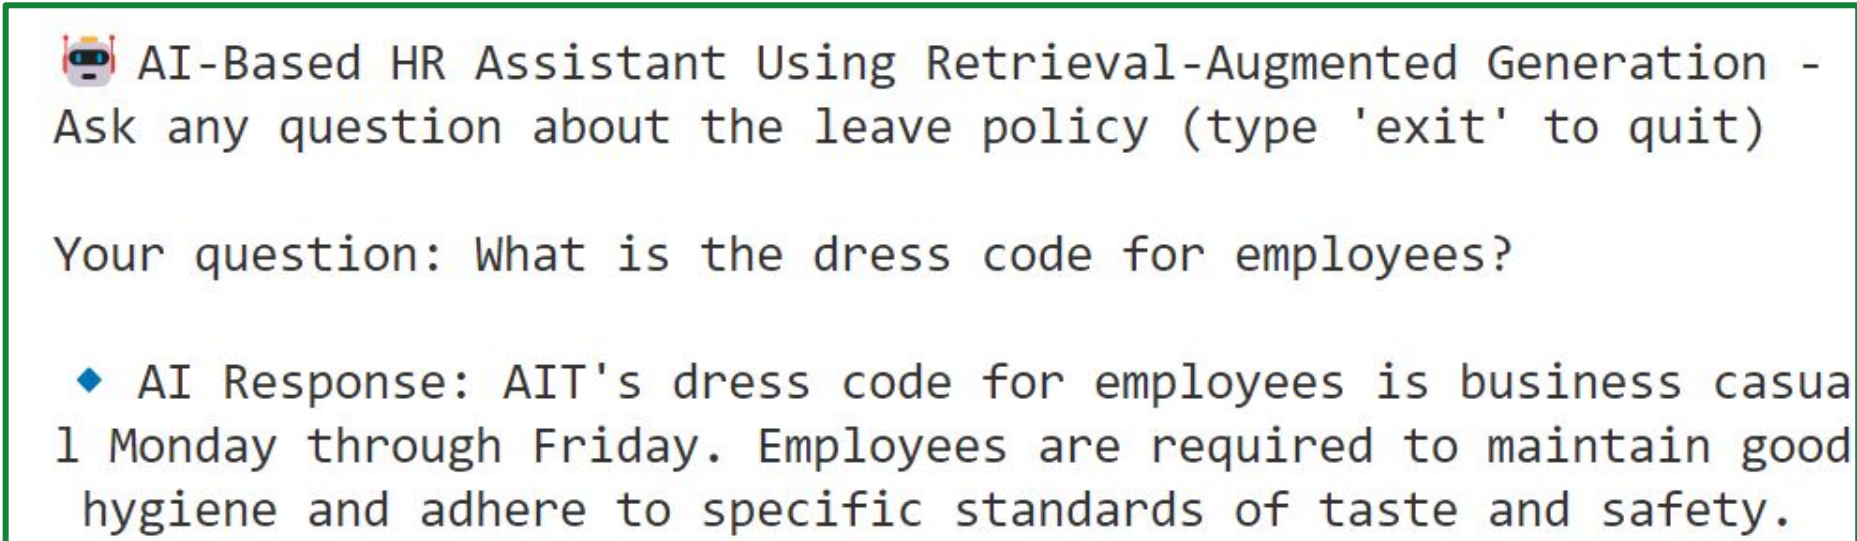 🤖 AI-Based HR Assistant Using Retrieval-Augmented Generation -
Ask any question about the leave policy (type 'exit' to quit)
Your question: What is the dress code for employees?
🔹 AI Response: AIT's dress code for employees is business casua
l Monday through Friday. Employees are required to maintain good
hygiene and adhere to specific standards of taste and safety.